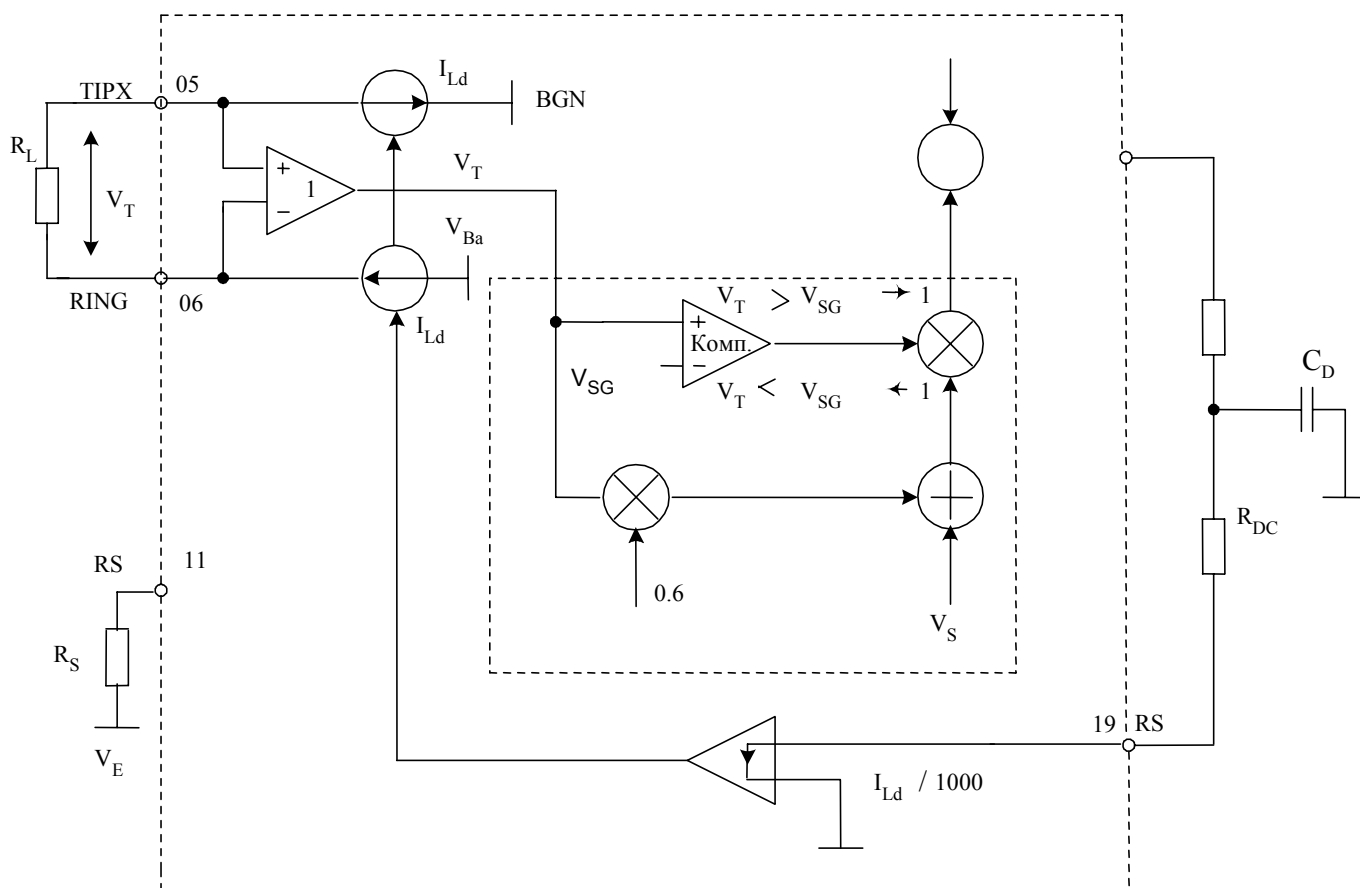 I_Ld
05
TIPX
BGN
R_L
V_T
+
1
−
V_T
V_Ba
RING
06
I_Ld
V_T > V_SG → 1
+
Комп.
−
V_SG
V_T < V_SG ← 1
C_D
R_DC
RS
11
0.6
R_S
V_S
V_E
19
RS
I_Ld / 1000